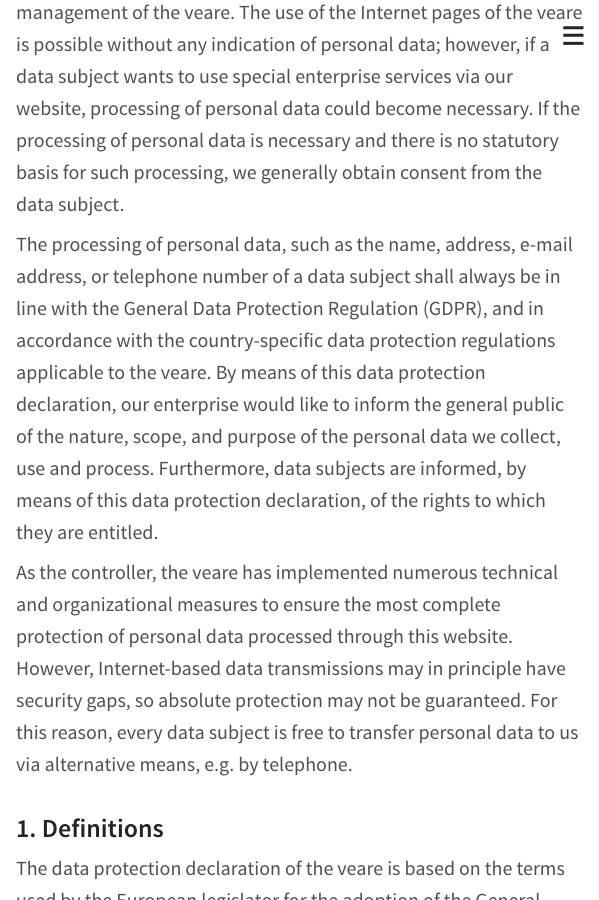 management of the veare. The use of the Internet pages of the veare
is possible without any indication of personal data; however, if a
data subject wants to use special enterprise services via our
website, processing of personal data could become necessary. If the
processing of personal data is necessary and there is no statutory
basis for such processing, we generally obtain consent from the
data subject.
The processing of personal data, such as the name, address, e-mail
address, or telephone number of a data subject shall always be in
line with the General Data Protection Regulation (GDPR), and in
accordance with the country-specific data protection regulations
applicable to the veare. By means of this data protection
declaration, our enterprise would like to inform the general public
of the nature, scope, and purpose of the personal data we collect,
use and process. Furthermore, data subjects are informed, by
means of this data protection declaration, of the rights to which
they are entitled.
As the controller, the veare has implemented numerous technical
and organizational measures to ensure the most complete
protection of personal data processed through this website.
However, Internet-based data transmissions may in principle have
security gaps, so absolute protection may not be guaranteed. For
this reason, every data subject is free to transfer personal data to us
via alternative means, e.g. by telephone.
1. Definitions
The data protection declaration of the veare is based on the terms
used by the European legislator for the adoption of the General